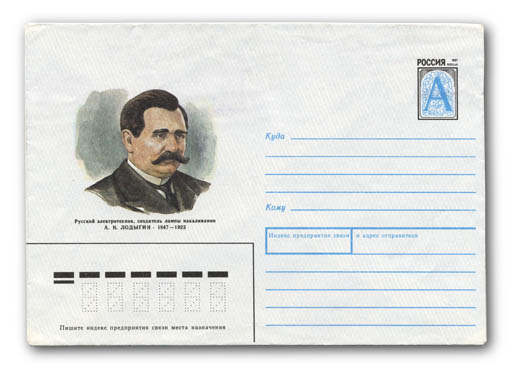 РОССИЯ
А
Куда
Русский электротехник, создатель лампы накаливания
А. Н. ЛОДЫГИН · 1847—1923
Кому
Индекс предприятия связи и адрес отправителя
Пишите индекс предприятия связи места назначения